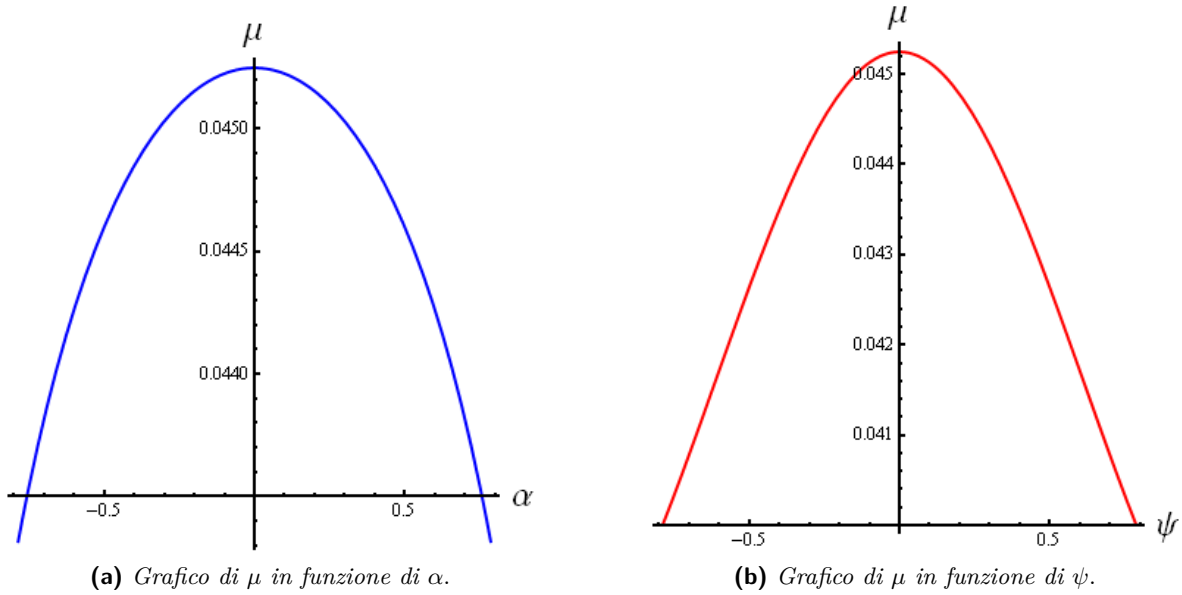 μ
0.0450
0.0445
0.0440
−0.5
0.5
α
(a) Grafico di μ in funzione di α.
μ
0.045
0.044
0.043
0.042
0.041
−0.5
0.5
ψ
(b) Grafico di μ in funzione di ψ.